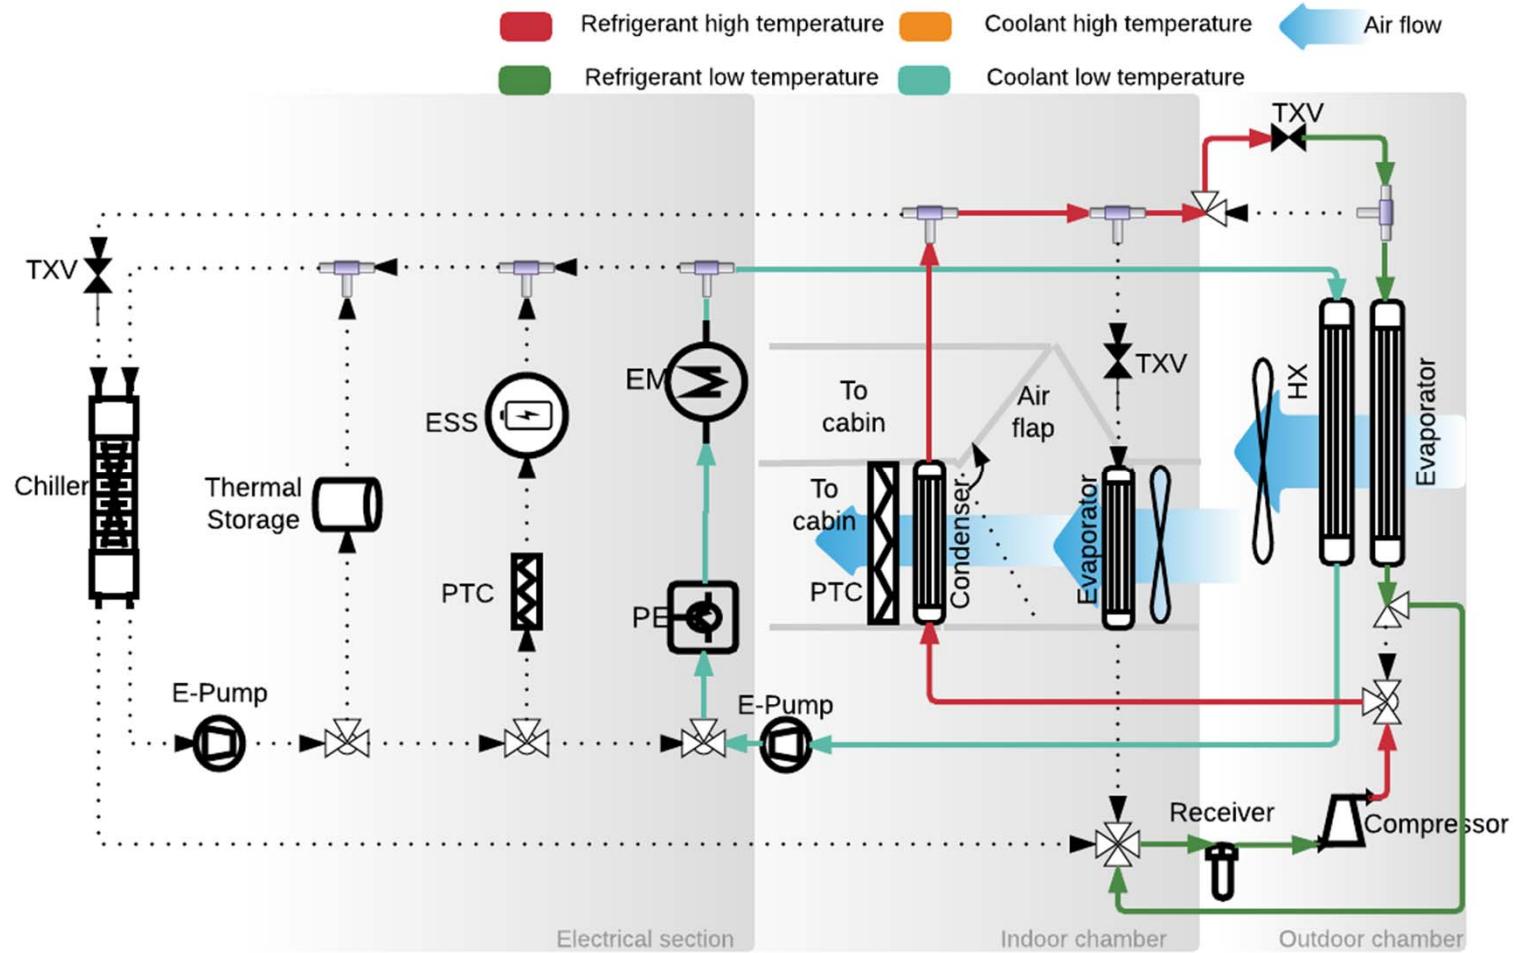 Refrigerant high temperature
Coolant high temperature
Air flow
Refrigerant low temperature
Coolant low temperature
TXV
TXV
TXV
To
cabin
Air
flap
EM
ESS
HX
Evaporator
Chiller
Thermal
Storage
To
cabin
Condenser
Evaporator
PTC
PTC
PE
E-Pump
E-Pump
Receiver
Compressor
Electrical section
Indoor chamber
Outdoor chamber